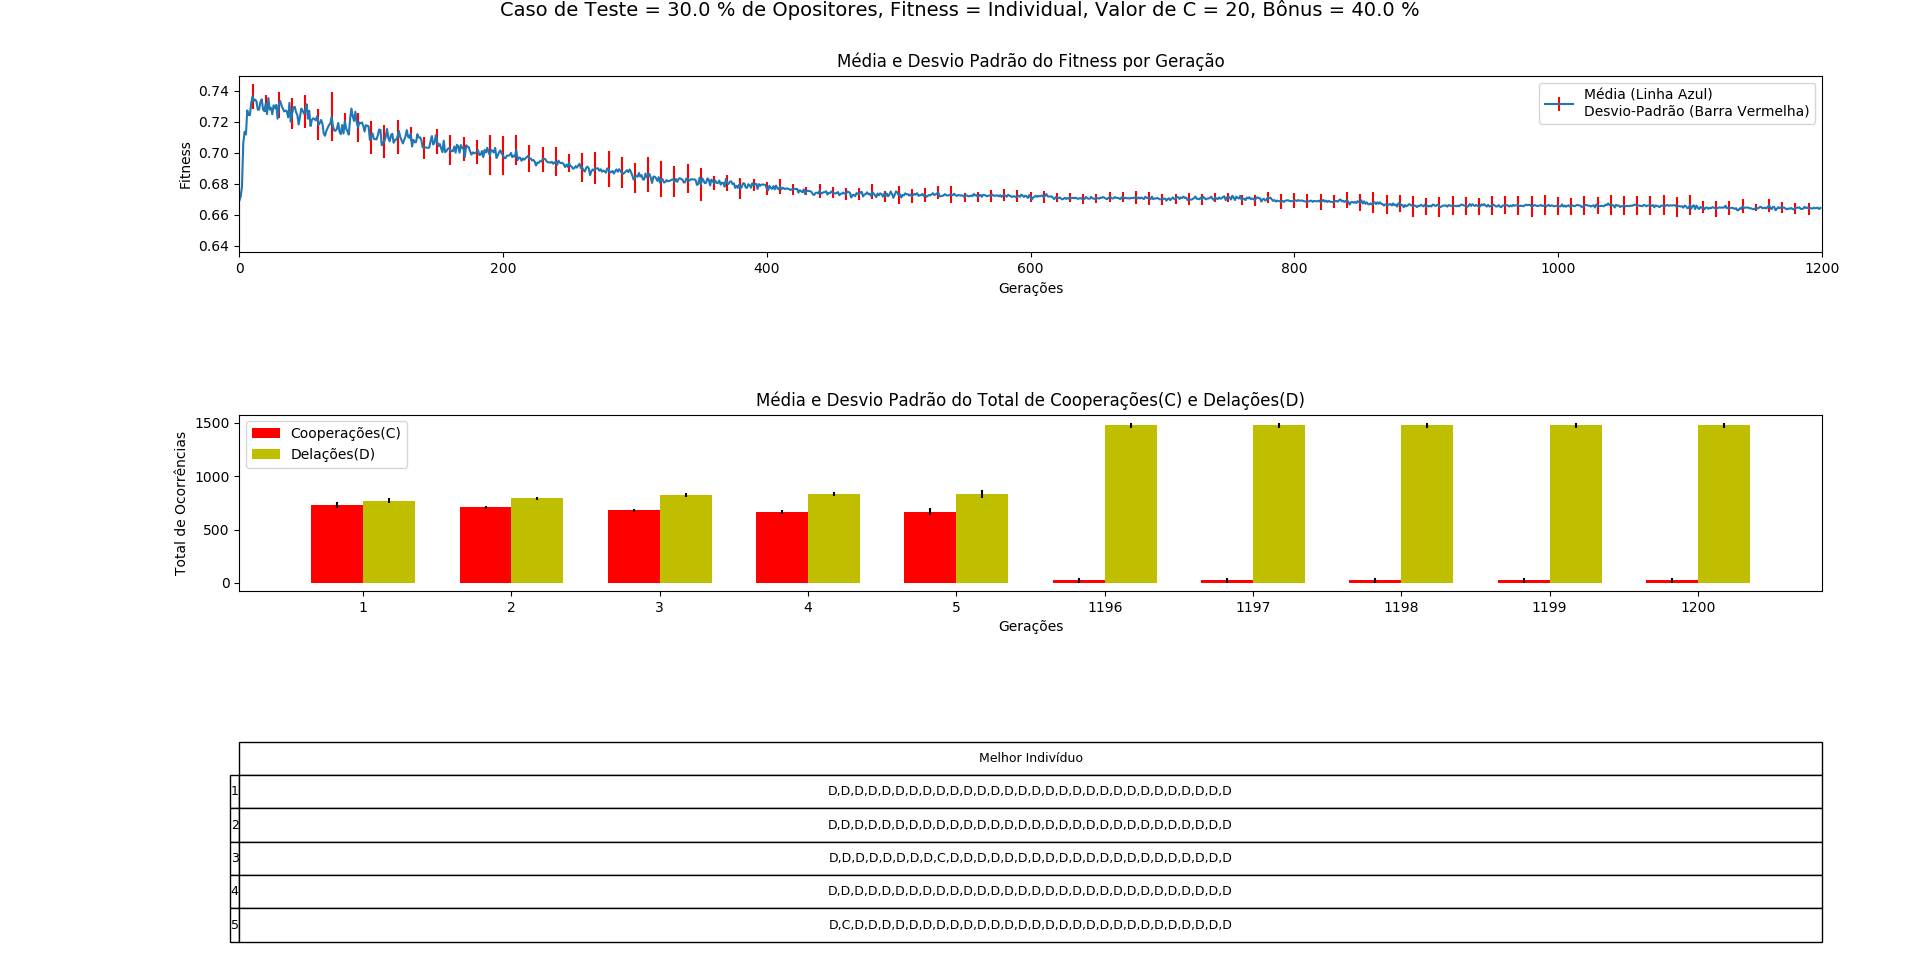 Caso de Teste = 30.0 % de Opositores, Fitness = Individual, Valor de C = 20, Bônus = 40.0 %
Média e Desvio Padrão do Fitness por Geração
0.74
0.72
0.70
0.68
0.66
0.64
Fitness
Média (Linha Azul)
Desvio-Padrão (Barra Vermelha)
0 200 400 600 800 1000 1200
Gerações
Média e Desvio Padrão do Total de Cooperações(C) e Delações(D)
1500
1000
500
0
Total de Ocorrências
Cooperações(C)
Delações(D)
1 2 3 4 5 1196 1197 1198 1199 1200
Gerações
Melhor Indivíduo
1 D,D,D,D,D,D,D,D,D,D,D,D,D,D,D,D,D,D,D,D,D,D,D,D,D,D,D,D,D,D
2 D,D,D,D,D,D,D,D,D,D,D,D,D,D,D,D,D,D,D,D,D,D,D,D,D,D,D,D,D,D
3 D,D,D,D,D,D,D,D,C,D,D,D,D,D,D,D,D,D,D,D,D,D,D,D,D,D,D,D,D,D
4 D,D,D,D,D,D,D,D,D,D,D,D,D,D,D,D,D,D,D,D,D,D,D,D,D,D,D,D,D,D
5 D,C,D,D,D,D,D,D,D,D,D,D,D,D,D,D,D,D,D,D,D,D,D,D,D,D,D,D,D,D